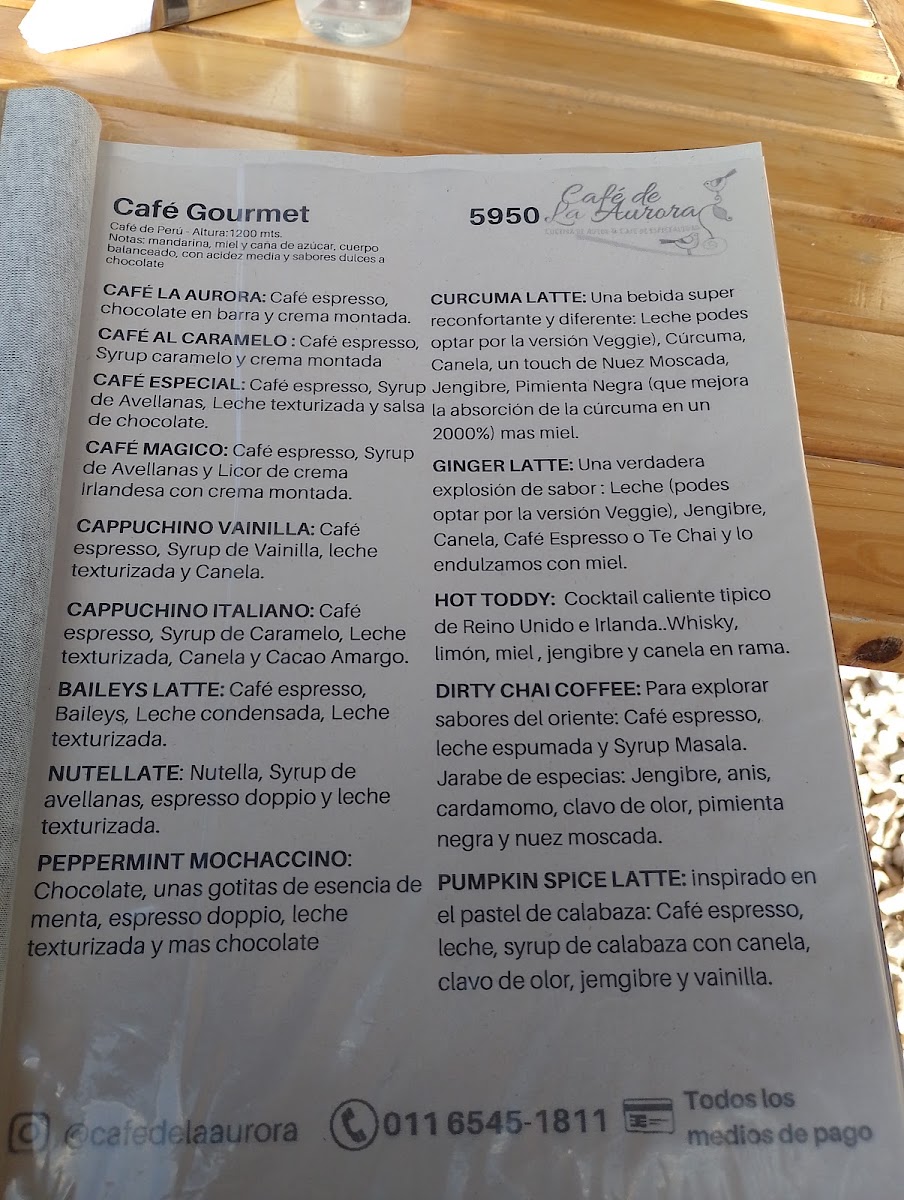 Café Gourmet
5950
Café de
La Aurora
Café de Perú - Altura:1200 mts.
Notas: mandarina, miel y caña de azúcar, cuerpo
balanceado, con acidez media y sabores dulces a
chocolate
CAFÉ LA AURORA: Café espresso,
chocolate en barra y crema montada.
CAFÉ AL CARAMELO : Café espresso,
Syrup caramelo y crema montada
CAFÉ ESPECIAL: Café espresso, Syrup
de Avellanas, Leche texturizada y salsa
de chocolate.
CAFÉ MAGICO: Café espresso, Syrup
de Avellanas y Licor de crema
Irlandesa con crema montada.
CAPPUCHINO VAINILLA: Café
espresso, Syrup de Vainilla, leche
texturizada y Canela.
CAPPUCHINO ITALIANO: Café
espresso, Syrup de Caramelo, Leche
texturizada, Canela y Cacao Amargo.
BAILEYS LATTE: Café espresso,
Baileys, Leche condensada, Leche
texturizada.
NUTELLATE: Nutella, Syrup de
avellanas, espresso doppio y leche
texturizada.
PEPPERMINT MOCHACCINO:
Chocolate, unas gotitas de esencia de
menta, espresso doppio, leche
texturizada y mas chocolate
CURCUMA LATTE: Una bebida super
reconfortante y diferente: Leche podes
optar por la versión Veggie), Cúrcuma,
Canela, un touch de Nuez Moscada,
Jengibre, Pimienta Negra (que mejora
la absorción de la cúrcuma en un
2000%) mas miel.
GINGER LATTE: Una verdadera
explosión de sabor : Leche (podes
optar por la versión Veggie), Jengibre,
Canela, Café Espresso o Te Chai y lo
endulzamos con miel.
HOT TODDY: Cocktail caliente tipico
de Reino Unido e Irlanda..Whisky,
limón, miel , jengibre y canela en rama.
DIRTY CHAI COFFEE: Para explorar
sabores del oriente: Café espresso,
leche espumada y Syrup Masala.
Jarabe de especias: Jengibre, anis,
cardamomo, clavo de olor, pimienta
negra y nuez moscada.
PUMPKIN SPICE LATTE: inspirado en
el pastel de calabaza: Café espresso,
leche, syrup de calabaza con canela,
clavo de olor, jemgibre y vainilla.
@cafedelaaurora
011 6545-1811
Todos los
medios de pago